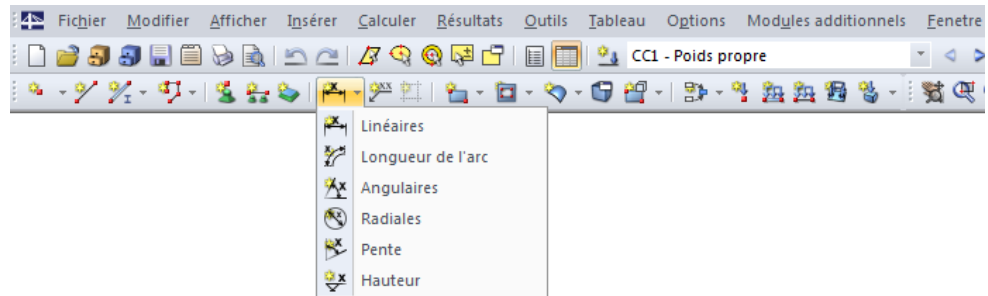 Fichier Modifier Afficher Insérer Calculer Résultats Outils Tableau Options Modules additionnels Fenetre
CC1 - Poids propre
Linéaires
Longueur de l'arc
Angulaires
Radiales
Pente
Hauteur